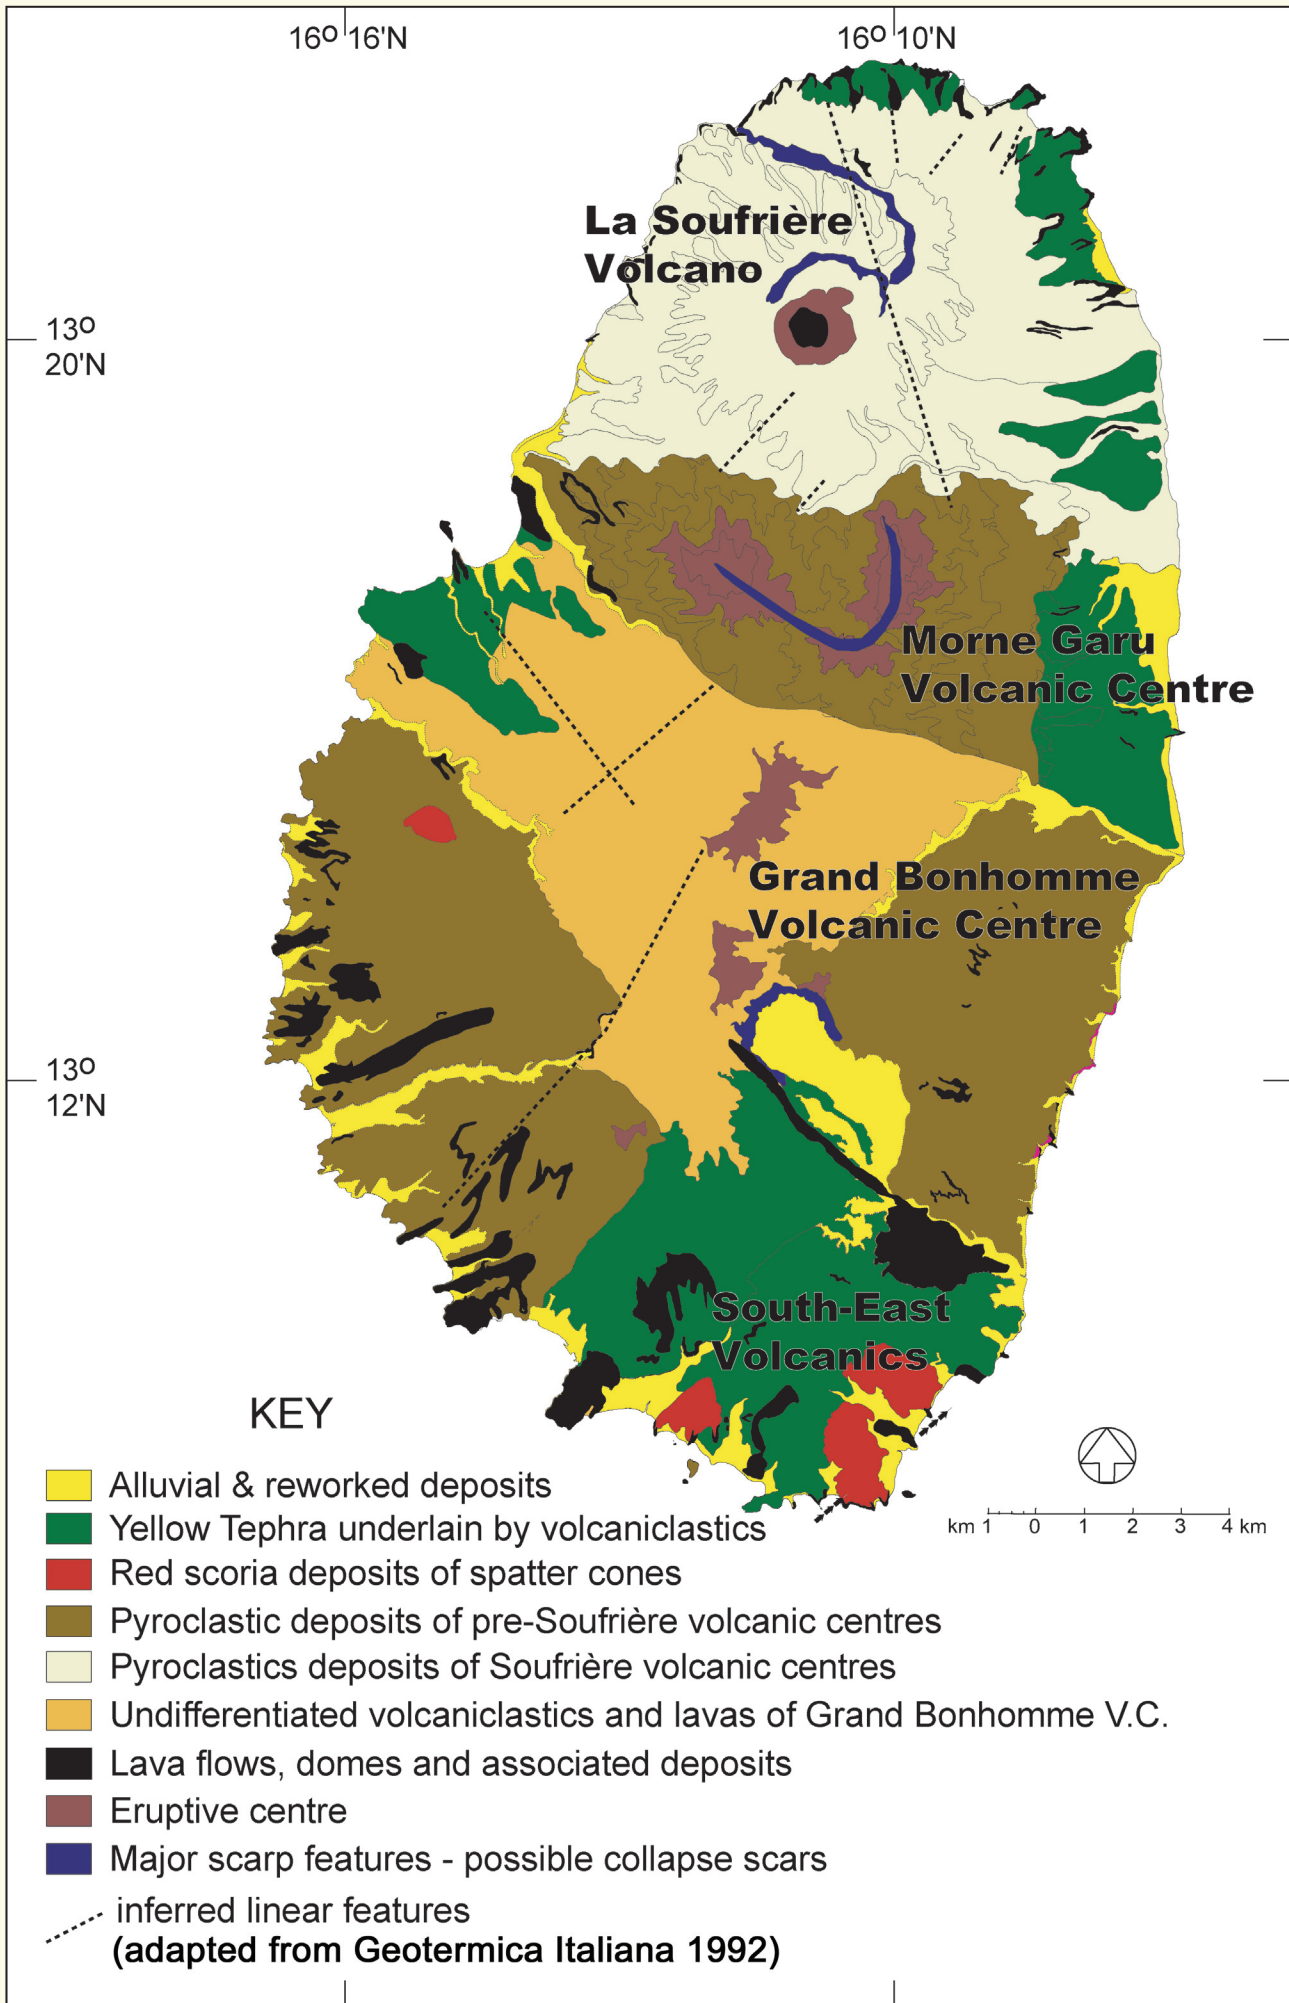 16º 16'N
16º 10'N
La Soufrière
Volcano
13º
20'N
Morne Garu
Volcanic Centre
Grand Bonhomme
Volcanic Centre
13º
12'N
South-East
Volcanics
KEY
Alluvial & reworked deposits
Yellow Tephra underlain by volcaniclastics
Red scoria deposits of spatter cones
Pyroclastic deposits of pre-Soufrière volcanic centres
Pyroclastics deposits of Soufrière volcanic centres
Undifferentiated volcaniclastics and lavas of Grand Bonhomme V.C.
Lava flows, domes and associated deposits
Eruptive centre
Major scarp features - possible collapse scars
inferred linear features
(adapted from Geotermica Italiana 1992)
km 1 0 1 2 3 4 km